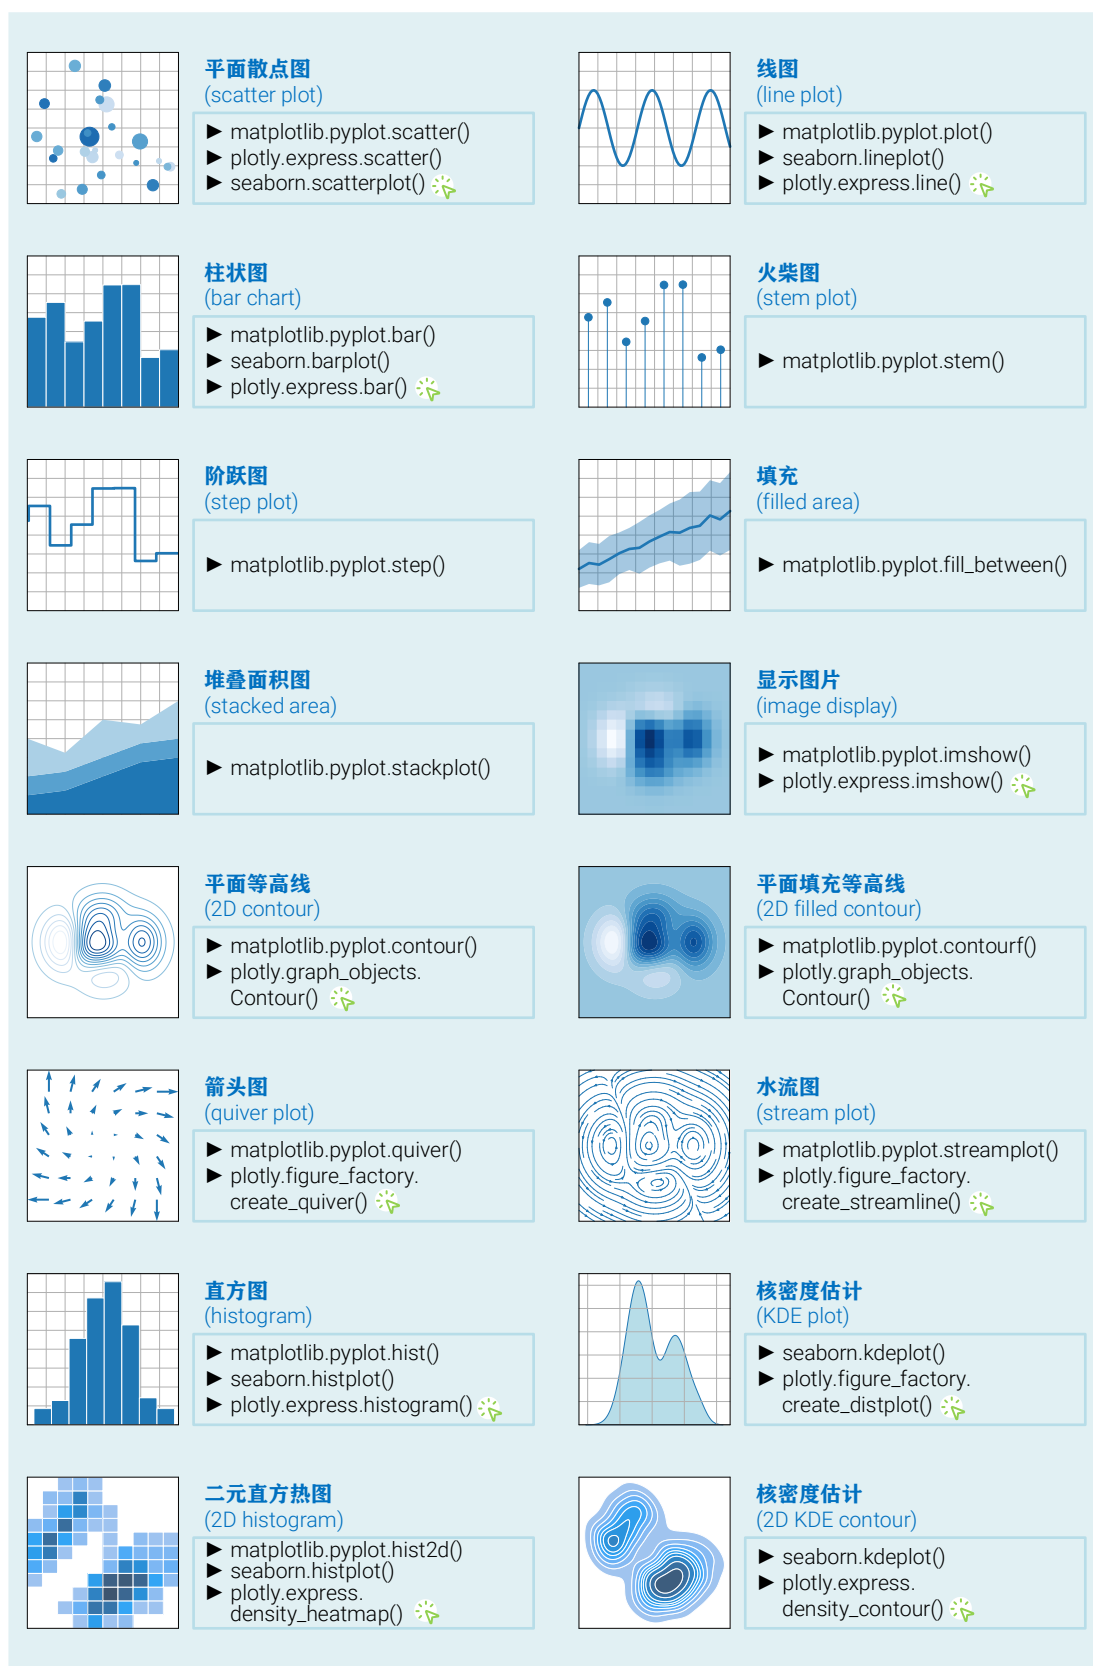 平面散点图
(scatter plot)
► matplotlib.pyplot.scatter()
► plotly.express.scatter()
► seaborn.scatterplot()
线图
(line plot)
► matplotlib.pyplot.plot()
► seaborn.lineplot()
► plotly.express.line()
柱状图
(bar chart)
► matplotlib.pyplot.bar()
► seaborn.barplot()
► plotly.express.bar()
火柴图
(stem plot)
► matplotlib.pyplot.stem()
阶跃图
(step plot)
► matplotlib.pyplot.step()
填充
(filled area)
► matplotlib.pyplot.fill_between()
堆叠面积图
(stacked area)
► matplotlib.pyplot.stackplot()
显示图片
(image display)
► matplotlib.pyplot.imshow()
► plotly.express.imshow()
平面等高线
(2D contour)
► matplotlib.pyplot.contour()
► plotly.graph_objects.
Contour()
平面填充等高线
(2D filled contour)
► matplotlib.pyplot.contourf()
► plotly.graph_objects.
Contour()
箭头图
(quiver plot)
► matplotlib.pyplot.quiver()
► plotly.figure_factory.
create_quiver()
水流图
(stream plot)
► matplotlib.pyplot.streamplot()
► plotly.figure_factory.
create_streamline()
直方图
(histogram)
► matplotlib.pyplot.hist()
► seaborn.histplot()
► plotly.express.histogram()
核密度估计
(KDE plot)
► seaborn.kdeplot()
► plotly.figure_factory.
create_distplot()
二元直方热图
(2D histogram)
► matplotlib.pyplot.hist2d()
► seaborn.histplot()
► plotly.express.
density_heatmap()
核密度估计
(2D KDE contour)
► seaborn.kdeplot()
► plotly.express.
density_contour()